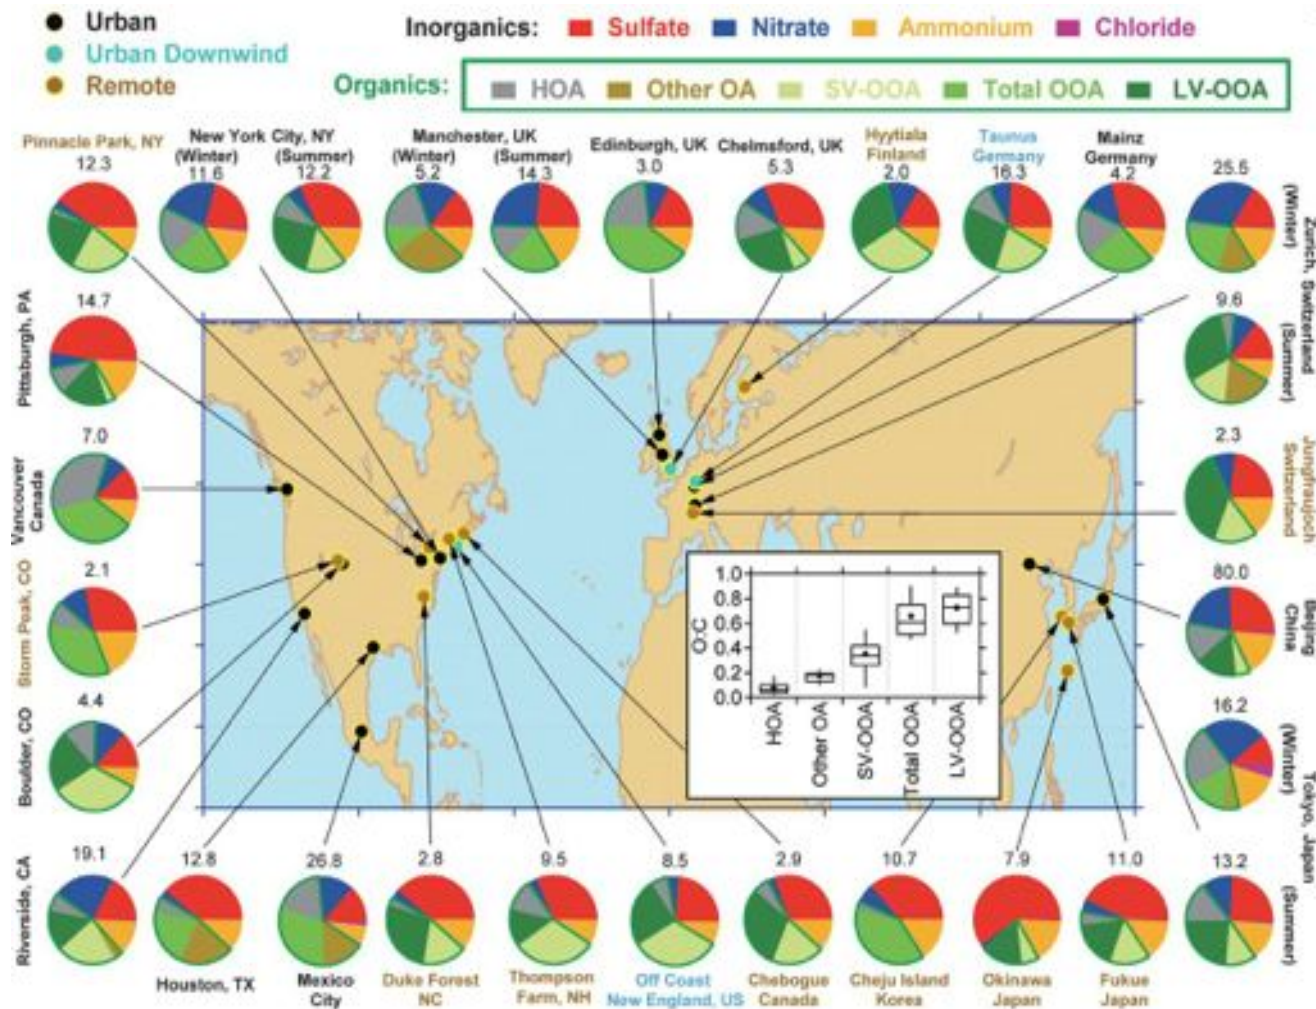 Urban
Urban Downwind
Remote
Inorganics: Sulfate Nitrate Ammonium Chloride
Organics: HOA Other OA SV-OOA Total OOA LV-OOA
Pinnacle Park, NY
12.3
New York City, NY
(Winter) (Summer)
11.6 12.2
Manchester, UK
(Winter) (Summer)
5.2 14.3
Edinburgh, UK
3.0
Chelmsford, UK
5.3
Hyytiala
Finland
2.0
Taunus
Germany
16.3
Mainz
Germany
4.2
25.5
(Winter)
Zurich, Switzerland
9.6
(Summer)
Pittsburgh, PA
14.7
Vancouver
Canada
7.0
Storm Peak, CO
2.1
Boulder, CO
4.4
Riverside, CA
19.1
Jungfraujoch
Switzerland
2.3
Beijing
China
80.0
16.2
(Winter)
Tokyo, Japan
13.2
(Summer)
O:C
1.0
0.8
0.6
0.4
0.2
0.0
HOA
Other OA
SV-OOA
Total OOA
LV-OOA
12.8
Houston, TX
26.8
Mexico
City
2.8
Duke Forest
NC
9.5
Thompson
Farm, NH
8.5
Off Coast
New England, US
2.9
Chebogue
Canada
10.7
Cheju Island
Korea
7.9
Okinawa
Japan
11.0
Fukue
Japan